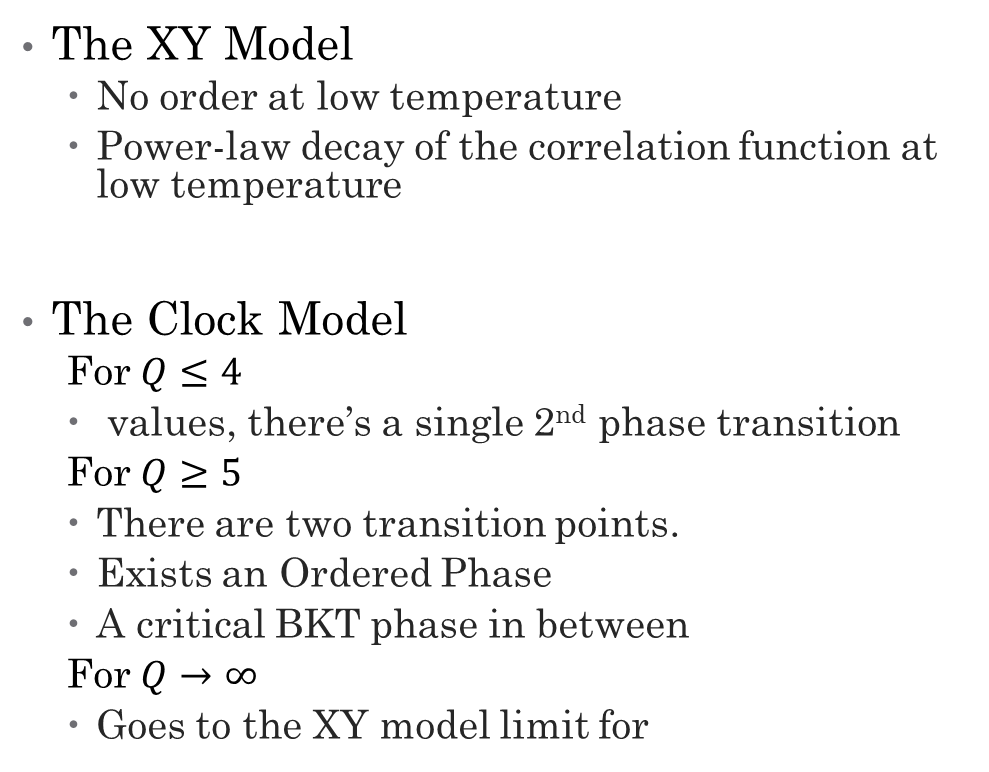 • The XY Model
• No order at low temperature
• Power-law decay of the correlation function at
low temperature
• The Clock Model
For Q ≤ 4
• values, there’s a single 2nd phase transition
For Q ≥ 5
• There are two transition points.
• Exists an Ordered Phase
• A critical BKT phase in between
For Q → ∞
• Goes to the XY model limit for